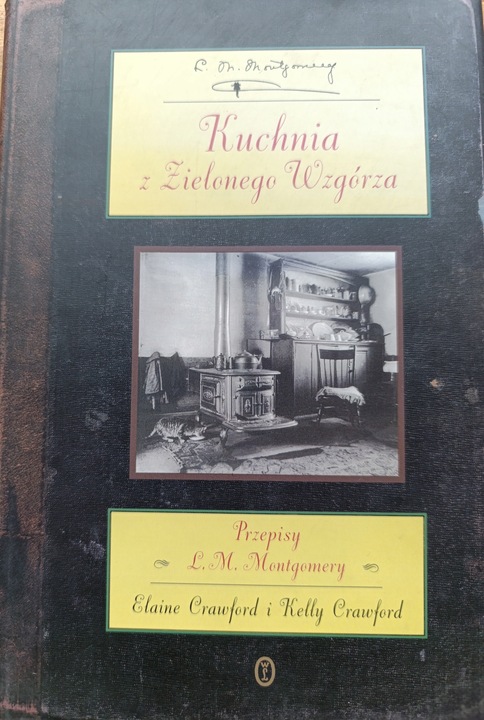 L. M. Montgomery
Kuchnia
z Zielonego Wzgórza
Przepisy
L. M. Montgomery
Elaine Crawford i Kelly Crawford